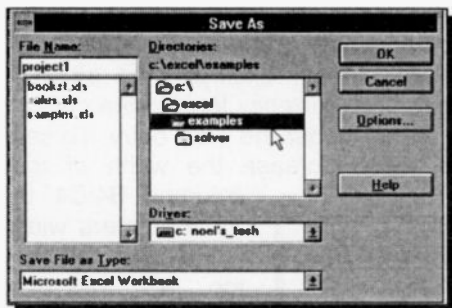 Save As
File Name:
project1
bookst.xls
sales.xls
samples.xls
Directories:
c:\excel\examples
c:\
excel
examples
solver
Drives:
c: noel's_tosh
Save File as Type:
Microsoft Excel Workbook
OK
Cancel
Options...
Help